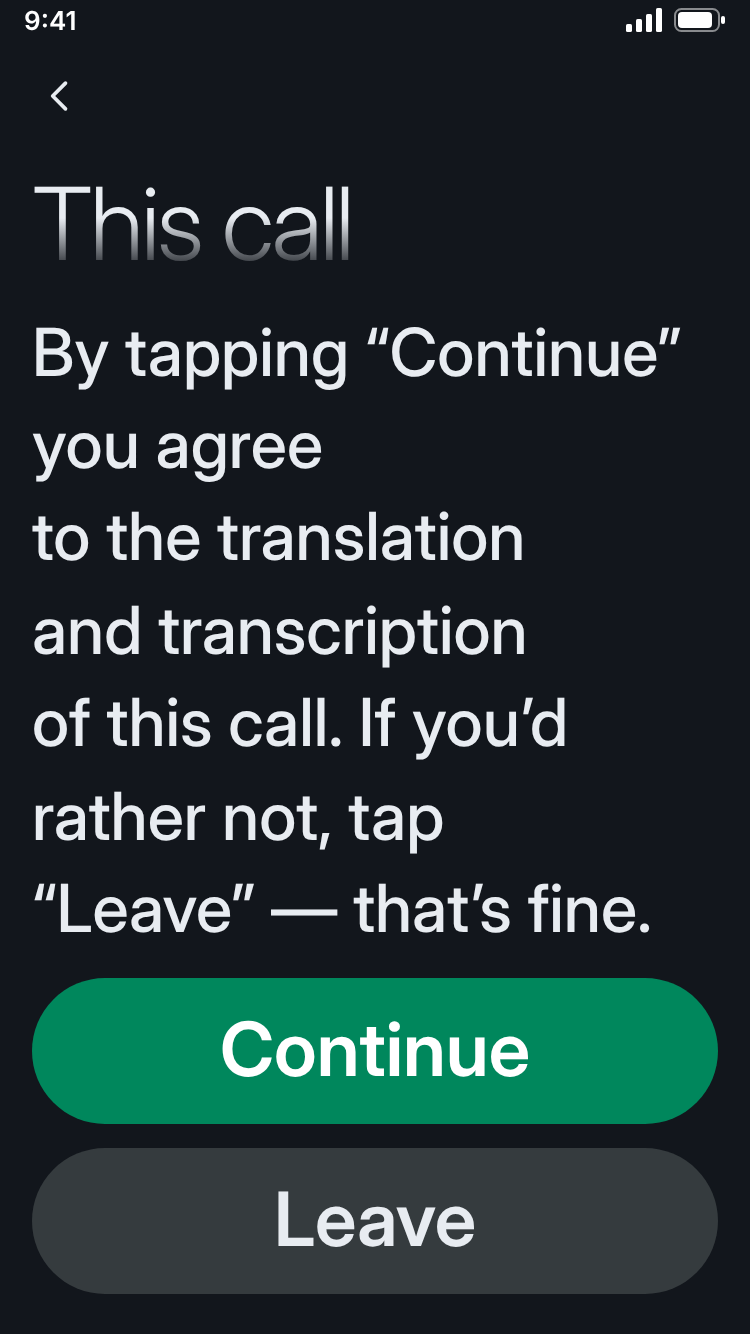 9:41
This call
By tapping “Continue”
you agree
to the translation
and transcription
of this call. If you’d
rather not, tap
“Leave” — that’s fine.
Continue
Leave